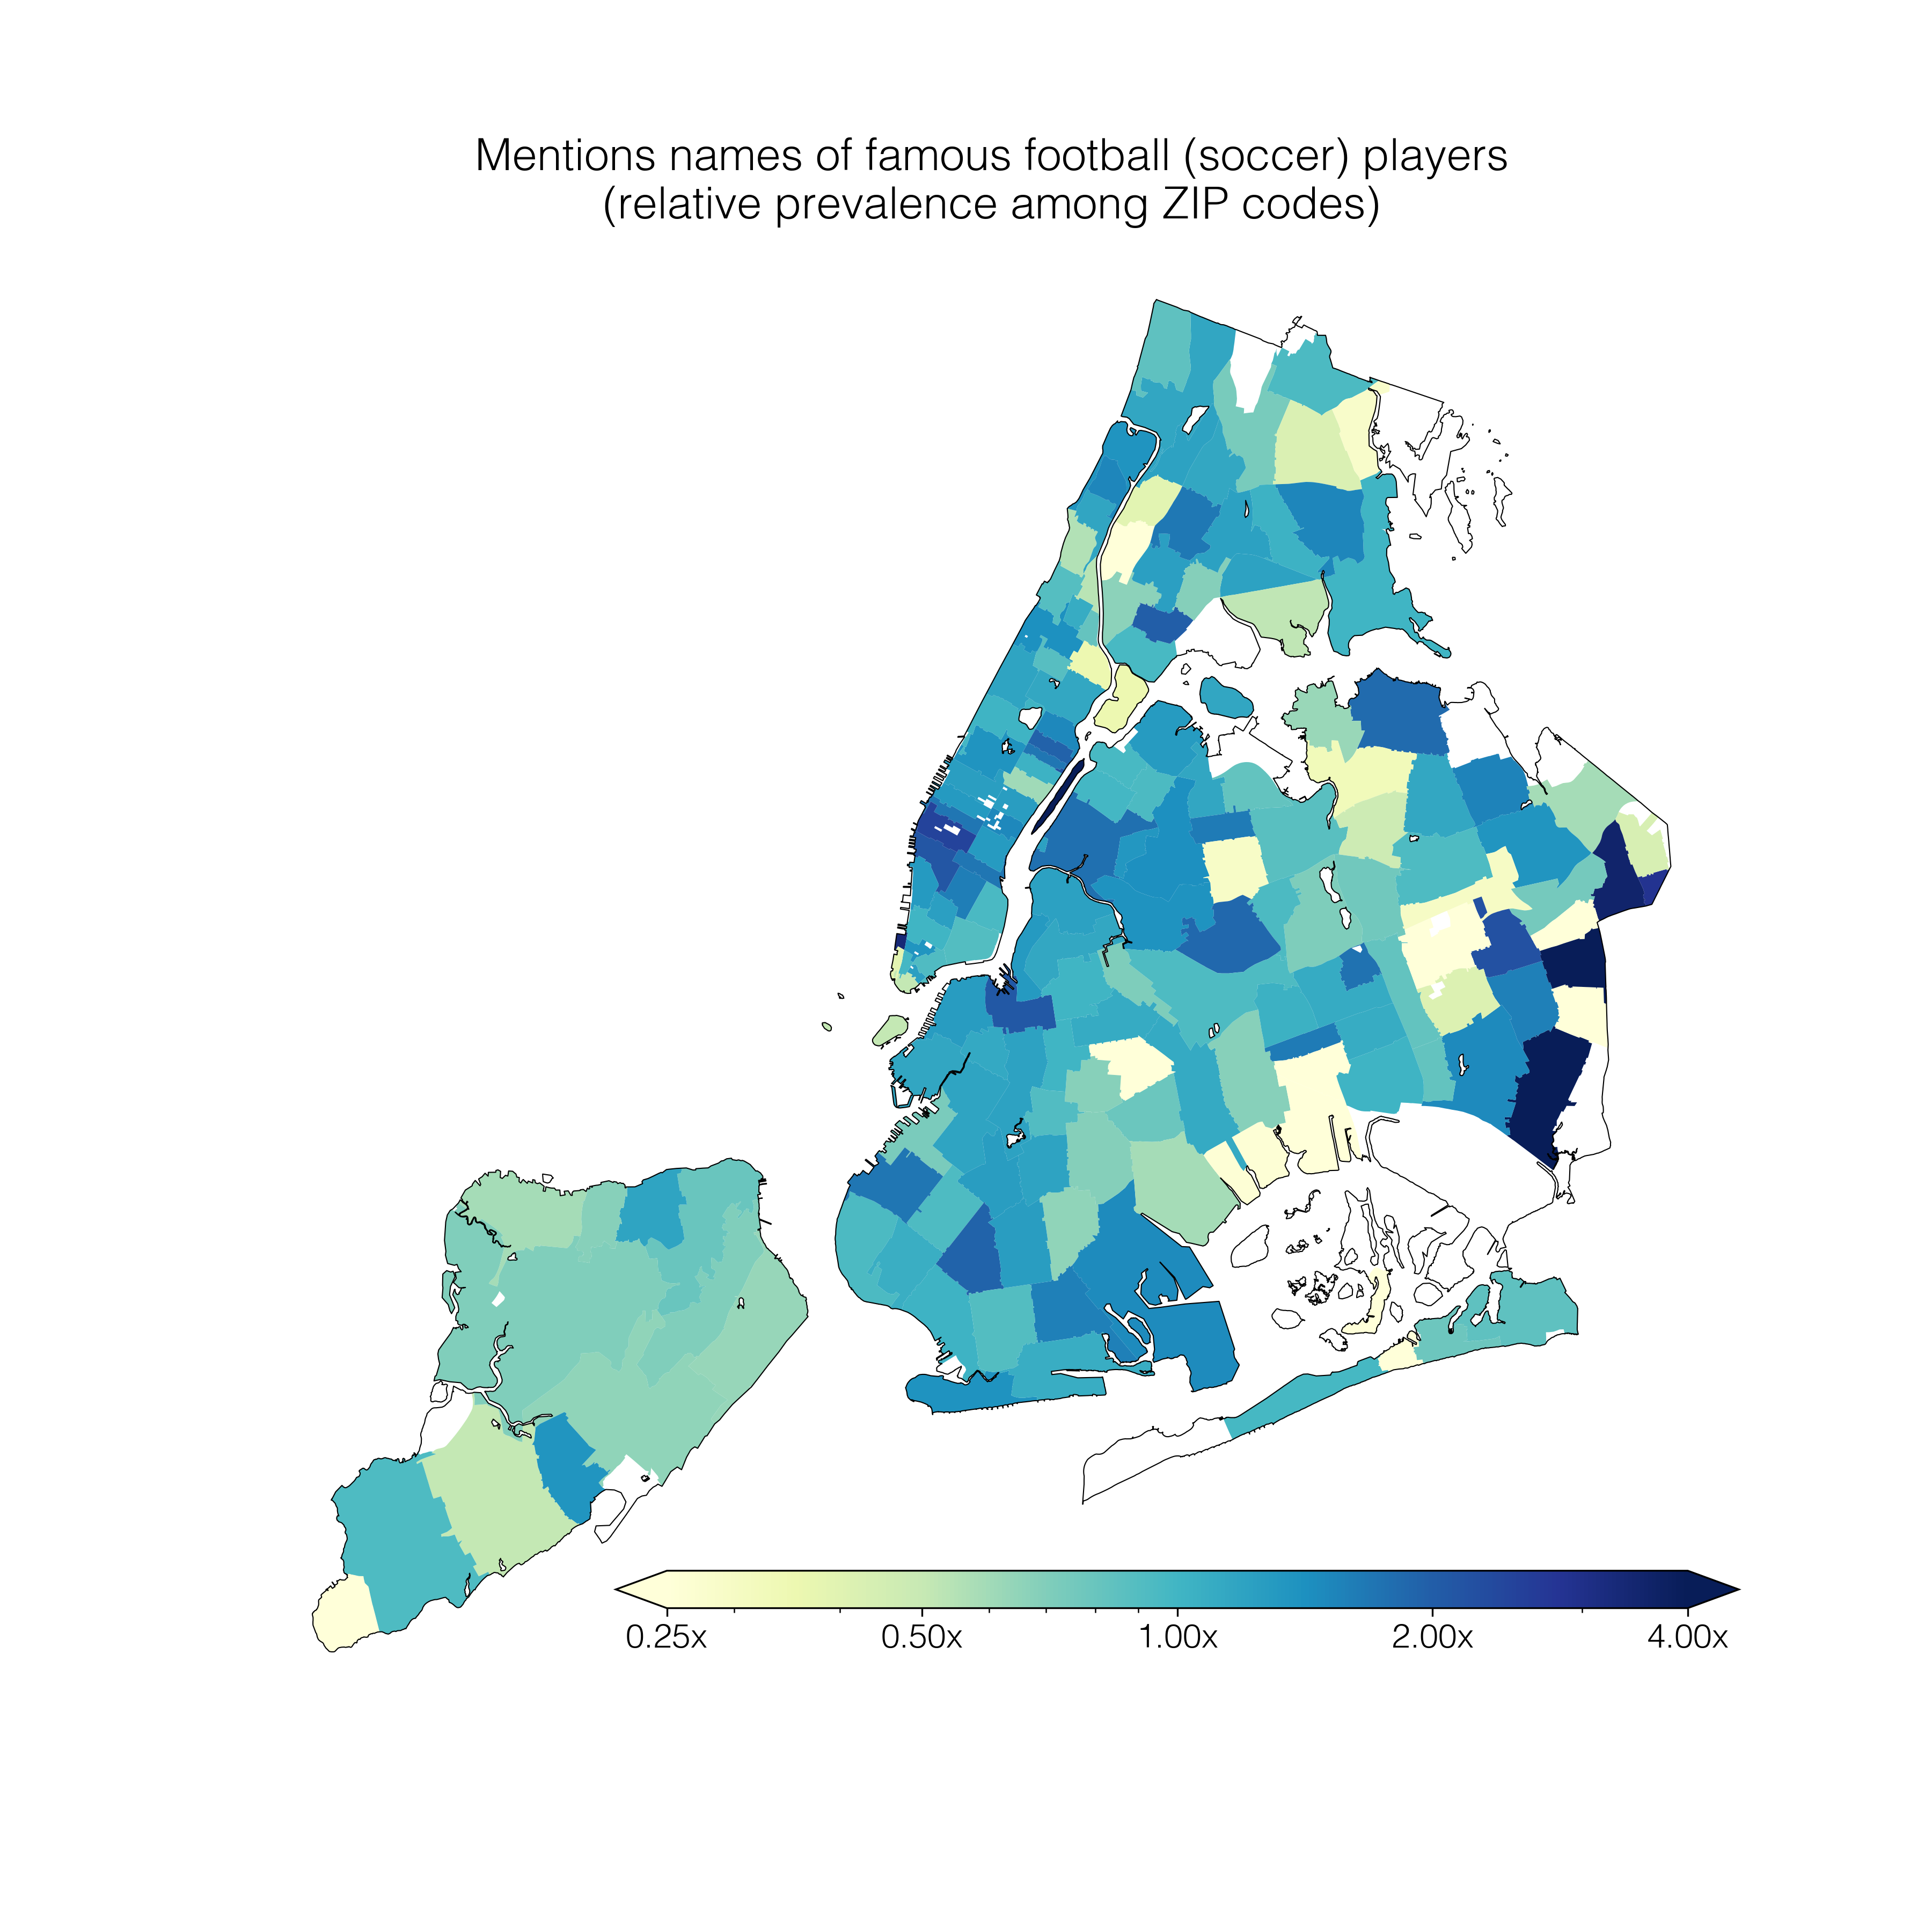 Mentions names of famous football (soccer) players
(relative prevalence among ZIP codes)
0.25x 0.50x 1.00x 2.00x 4.00x